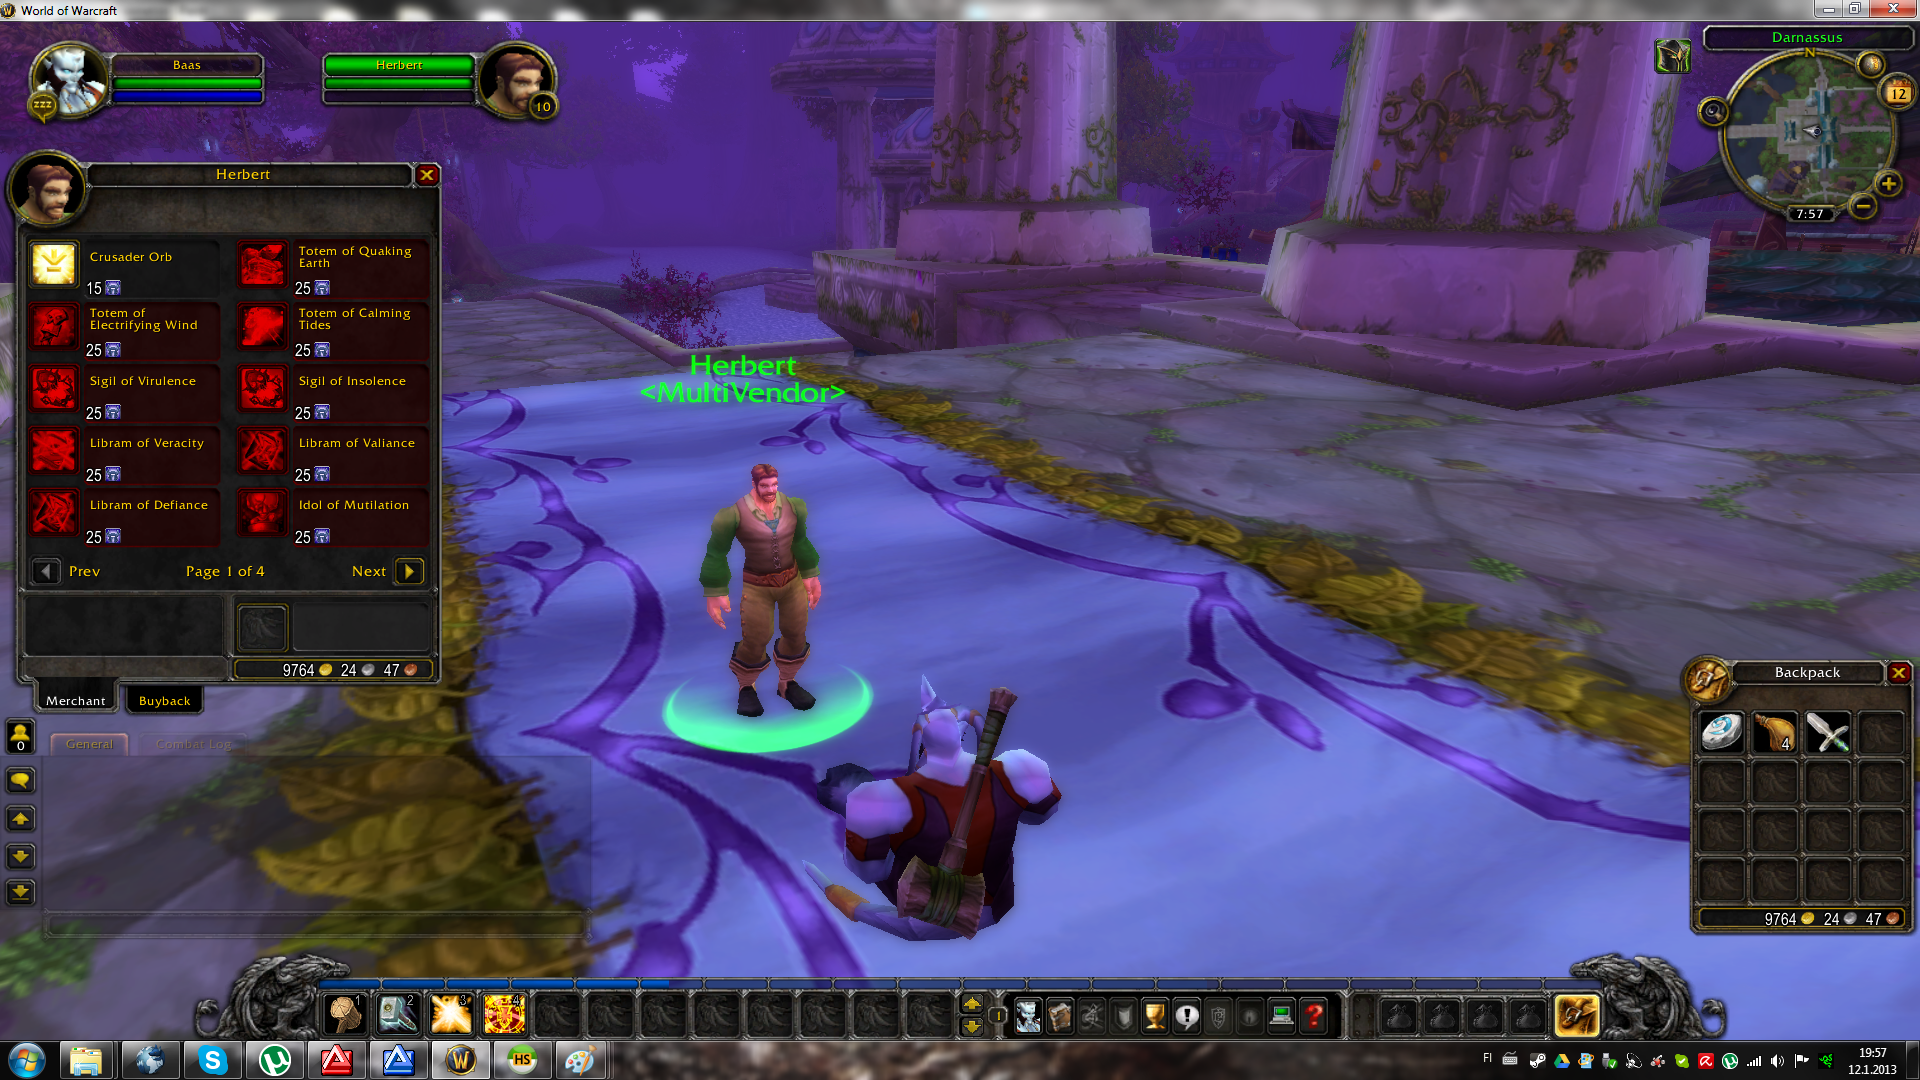 World of Warcraft
Baas
zzz
Herbert
10
Darnassus
N
12
7:57
Herbert
Crusader Orb
15
Totem of Quaking
Earth
25
Totem of
Electrifying Wind
25
Totem of Calming
Tides
25
Sigil of Virulence
25
Sigil of Insolence
25
Libram of Veracity
25
Libram of Valiance
25
Libram of Defiance
25
Idol of Mutilation
25
Prev
Page 1 of 4
Next
9764 24 47
Merchant
Buyback
Herbert
<MultiVendor>
0
General
Combat Log
Backpack
4
9764 24 47
1
2
3
4
1
FI
19:57
12.1.2013
HS